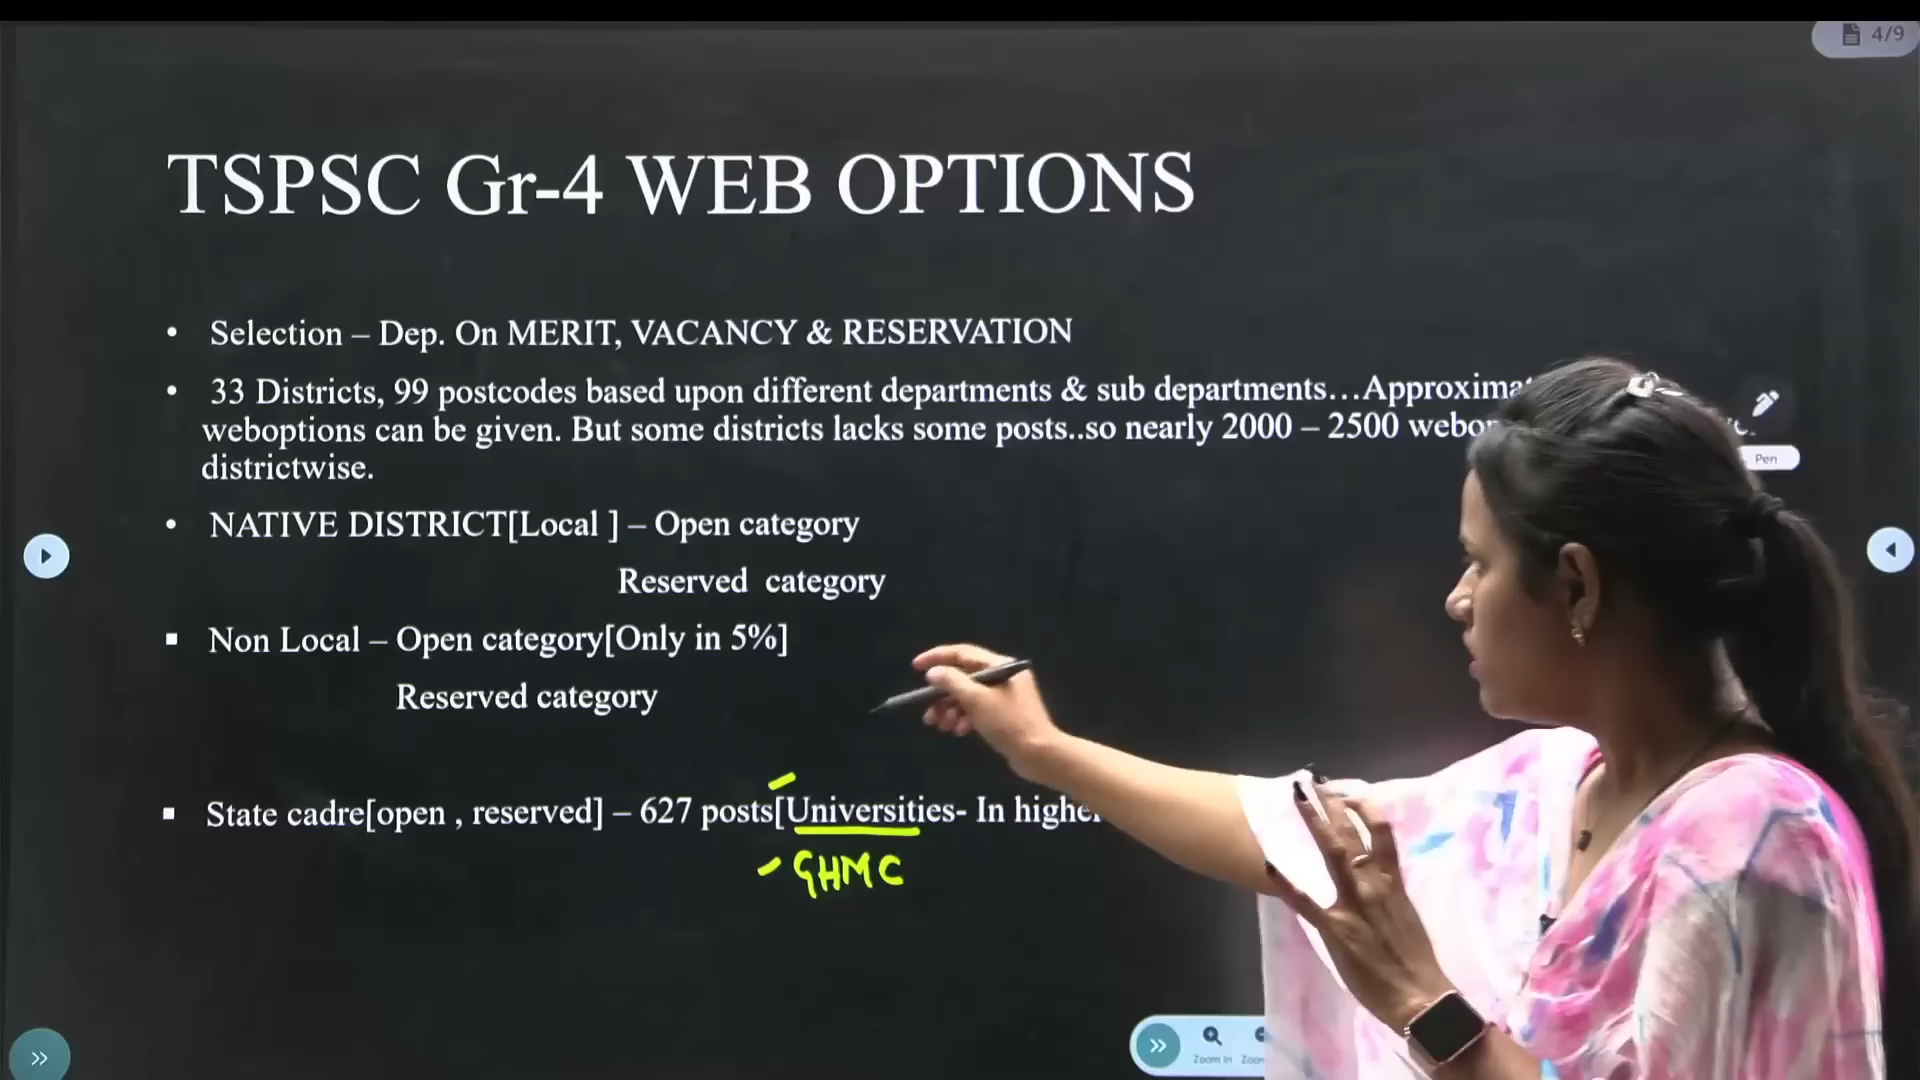 4/9
TSPSC Gr-4 WEB OPTIONS
• Selection – Dep. On MERIT, VACANCY & RESERVATION
• 33 Districts, 99 postcodes based upon different departments & sub departments…
weboptions can be given. But some districts lacks some posts..so nearly 2000 – 2500
districtwise.
Pen
• NATIVE DISTRICT[Local ] – Open category
Reserved category
▪ Non Local – Open category[Only in 5%]
Reserved category
▪ State cadre[open , reserved] – 627 posts[Universities- In
GHMC
Zoom In